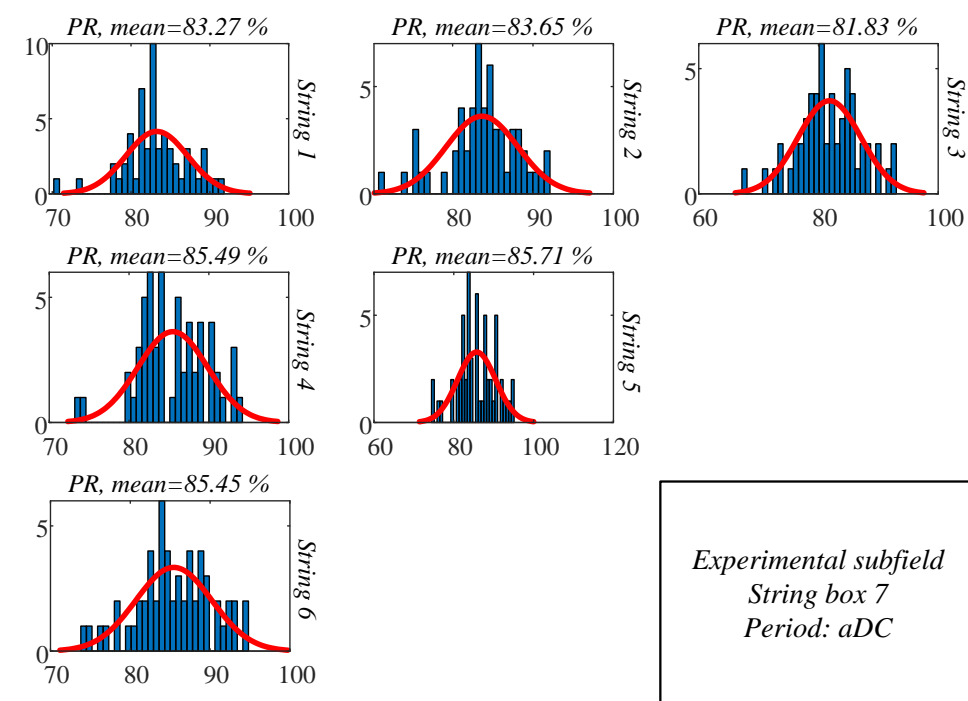 PR, mean=83.27 %
10
5
0
70 80 90 100
String 1
PR, mean=83.65 %
5
0
80 90 100
String 2
PR, mean=81.83 %
5
0
60 80 100
String 3
PR, mean=85.49 %
5
0
70 80 90 100
String 4
PR, mean=85.71 %
5
0
60 80 100 120
String 5
PR, mean=85.45 %
5
0
70 80 90 100
String 6
Experimental subfield
String box 7
Period: aDC